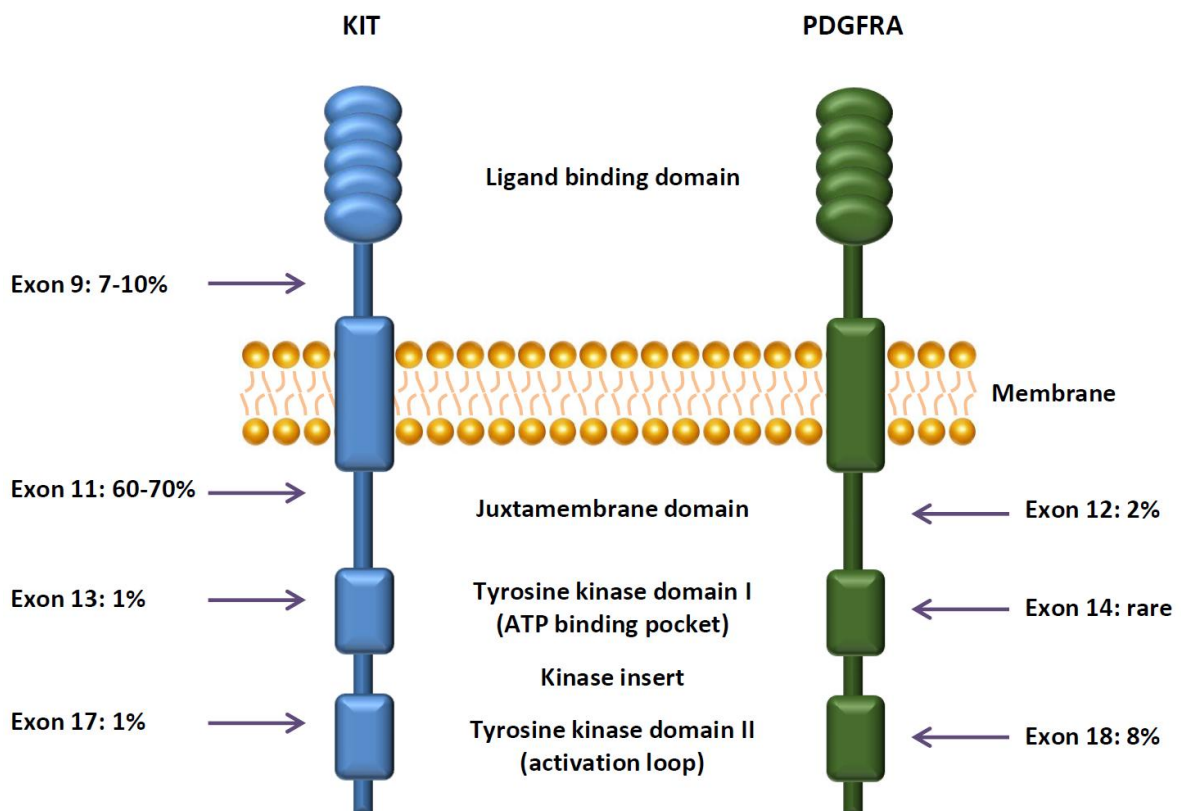 KIT
PDGFRA
Ligand binding domain
Exon 9: 7-10%
Membrane
Exon 11: 60-70%
Juxtamembrane domain
Exon 12: 2%
Exon 13: 1%
Tyrosine kinase domain I
(ATP binding pocket)
Exon 14: rare
Kinase insert
Exon 17: 1%
Tyrosine kinase domain II
(activation loop)
Exon 18: 8%